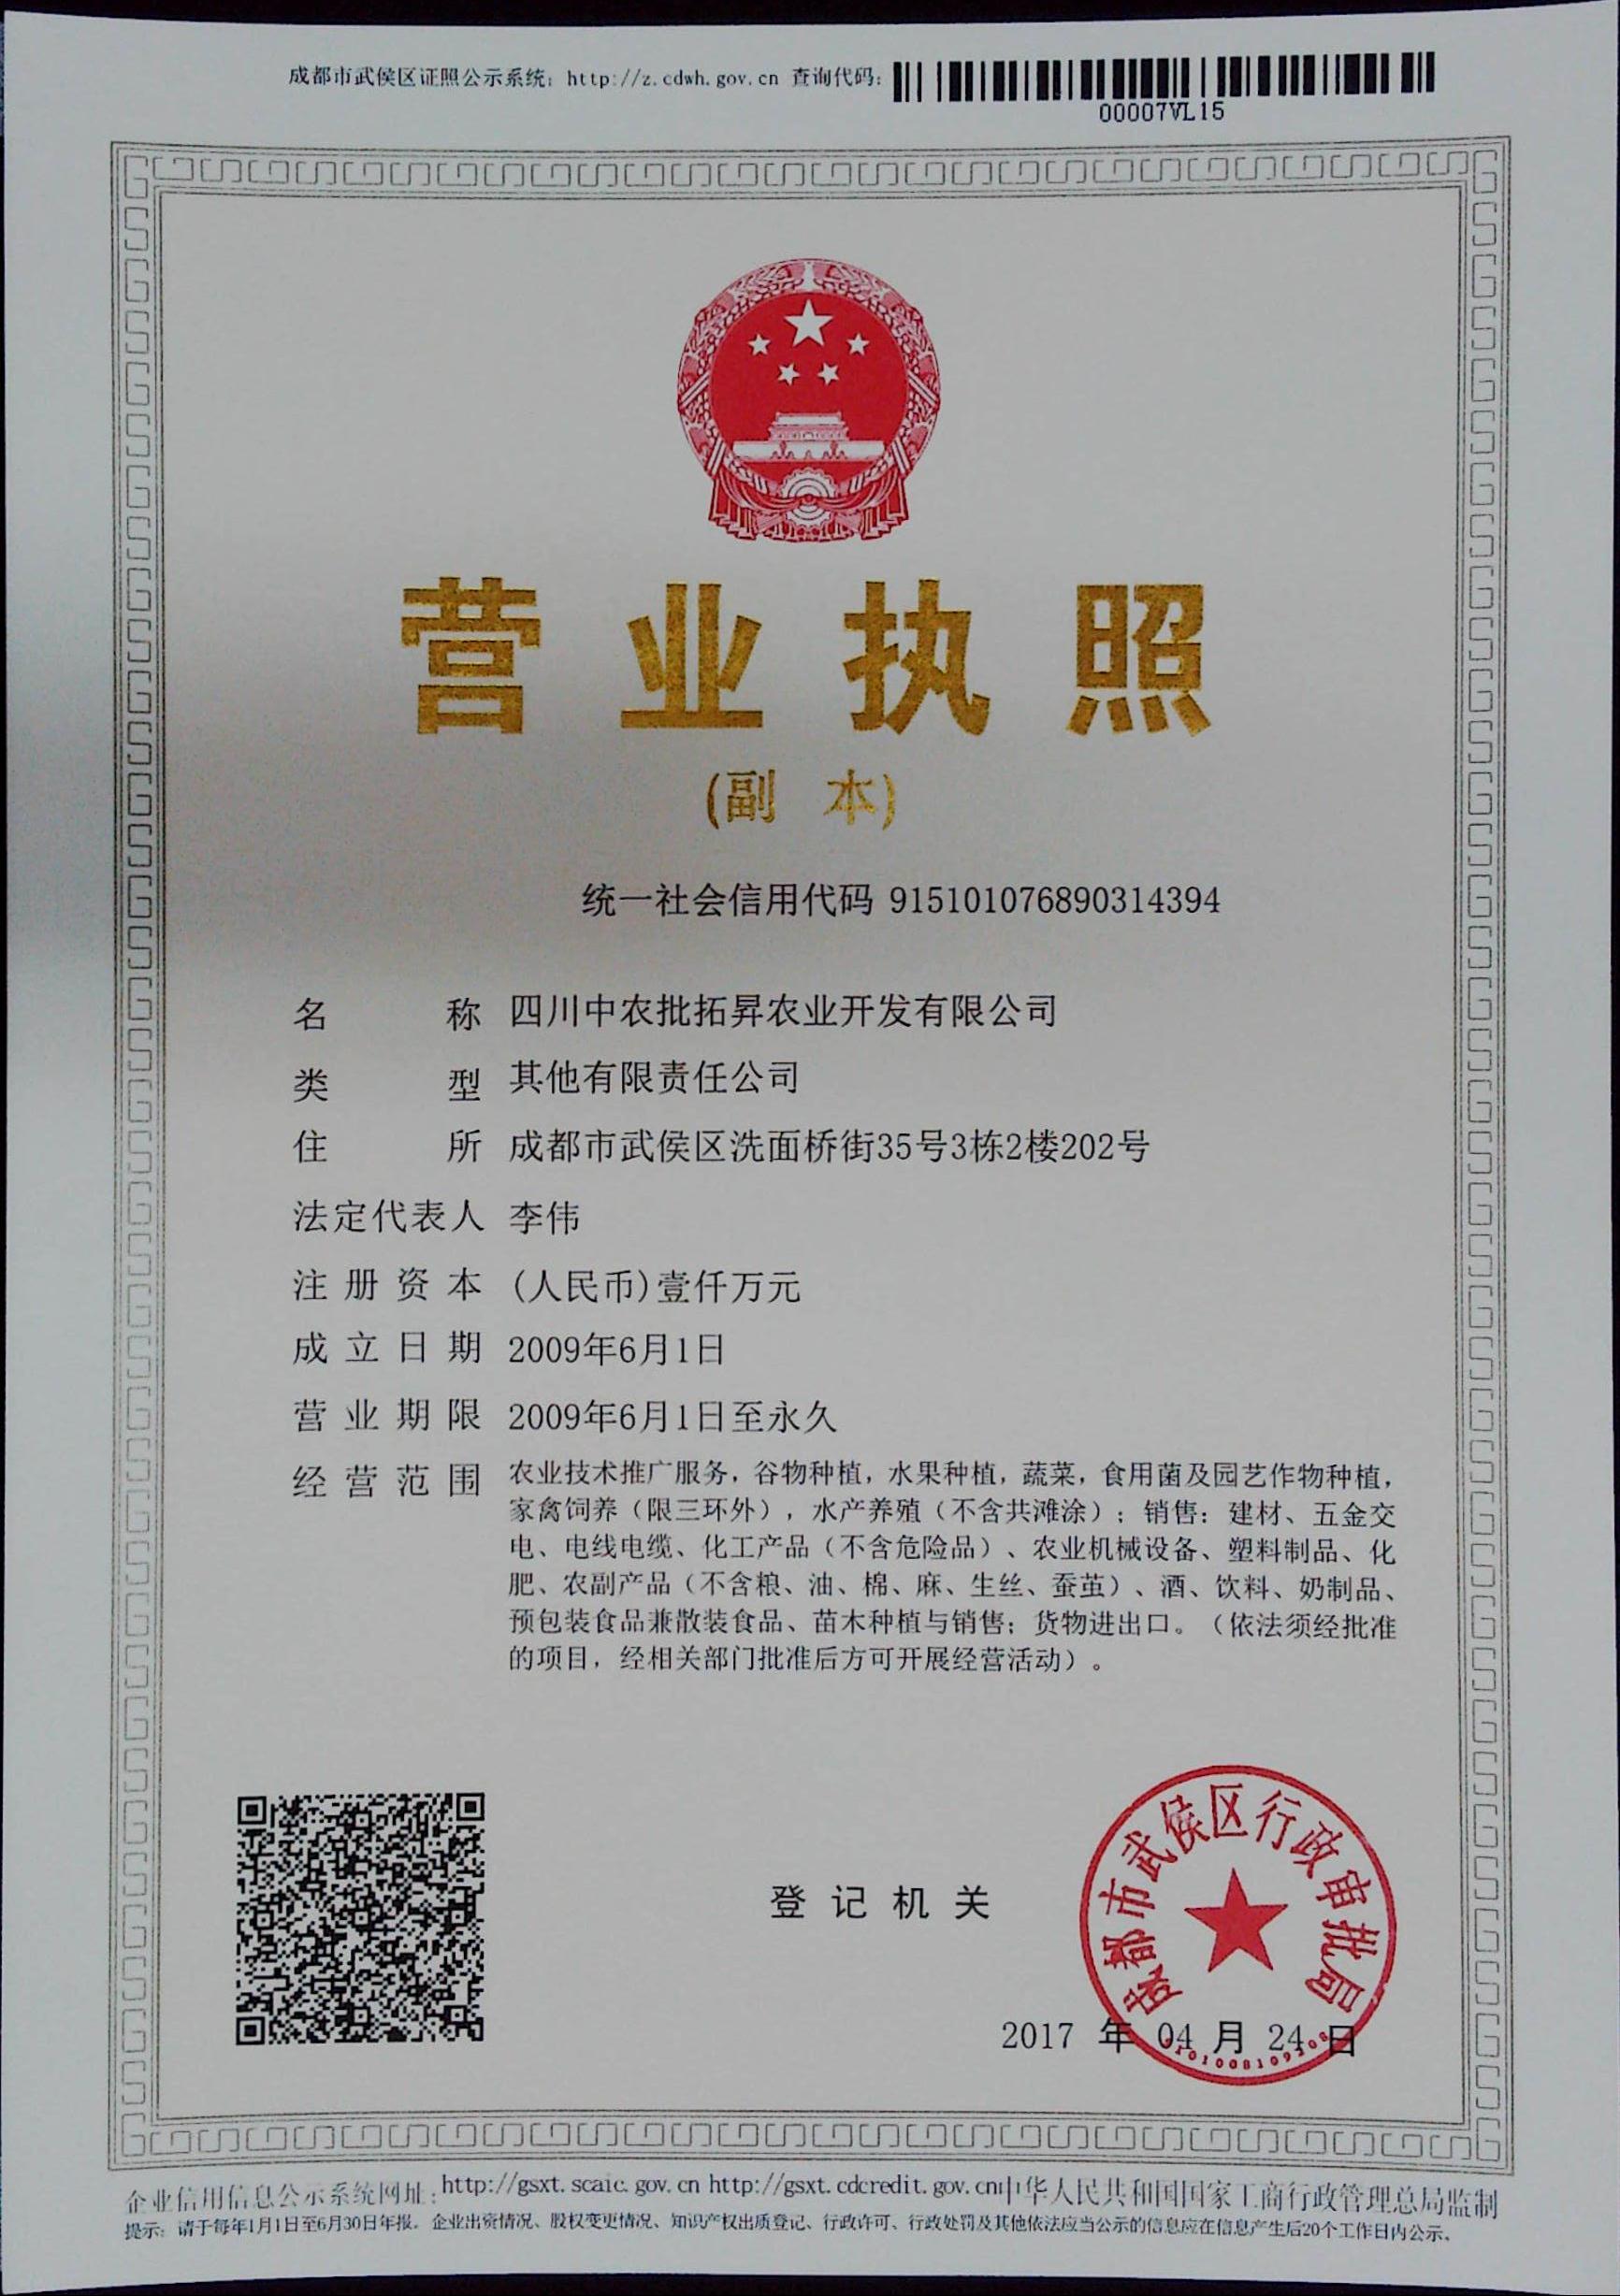 成都市武侯区证照公示系统：http://z.cdwh.gov.cn 查询代码：
00007VL15
营业执照
(副 本)
统一社会信用代码 915101076890314394
名称 四川中农批拓昇农业开发有限公司
类型 其他有限责任公司
住所 成都市武侯区洗面桥街35号3栋2楼202号
法定代表人 李伟
注册资本 (人民币)壹仟万元
成立日期 2009年6月1日
营业期限 2009年6月1日至永久
经营范围 农业技术推广服务，谷物种植，水果种植，蔬菜，食用菌及园艺作物种植，
家禽饲养（限三环外），水产养殖（不含共滩涂）；销售：建材、五金交
电、电线电缆、化工产品（不含危险品）、农业机械设备、塑料制品、化
肥、农副产品（不含粮、油、棉、麻、生丝、蚕茧）、酒、饮料、奶制品、
预包装食品兼散装食品、苗木种植与销售；货物进出口。（依法须经批准
的项目，经相关部门批准后方可开展经营活动）。
登记机关
成都市武侯区行政审批局
2017 年 04 月 24 日
企业信用信息公示系统网址：http://gsxt.scaic.gov.cn http://gsxt.cdcredit.gov.cn中华人民共和国国家工商行政管理总局监制
提示：请于每年1月1日至6月30日年报。企业出资情况、股权变更情况、知识产权出质登记、行政许可、行政处罚及其他依法应当公示的信息应在信息产生后20个工作日内公示。